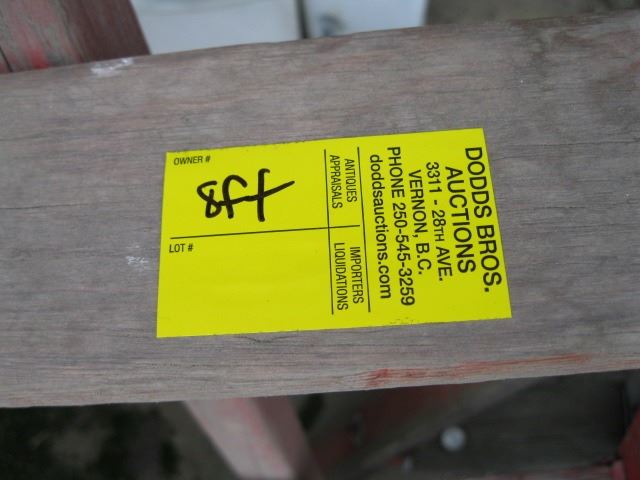 DODDS BROS.
AUCTIONS
3311 - 28TH AVE.
VERNON, B.C.
PHONE 250-545-3259
doddsauctions.com
ANTIQUES
APPRAISALS
IMPORTERS
LIQUIDATIONS
OWNER #
LOT #